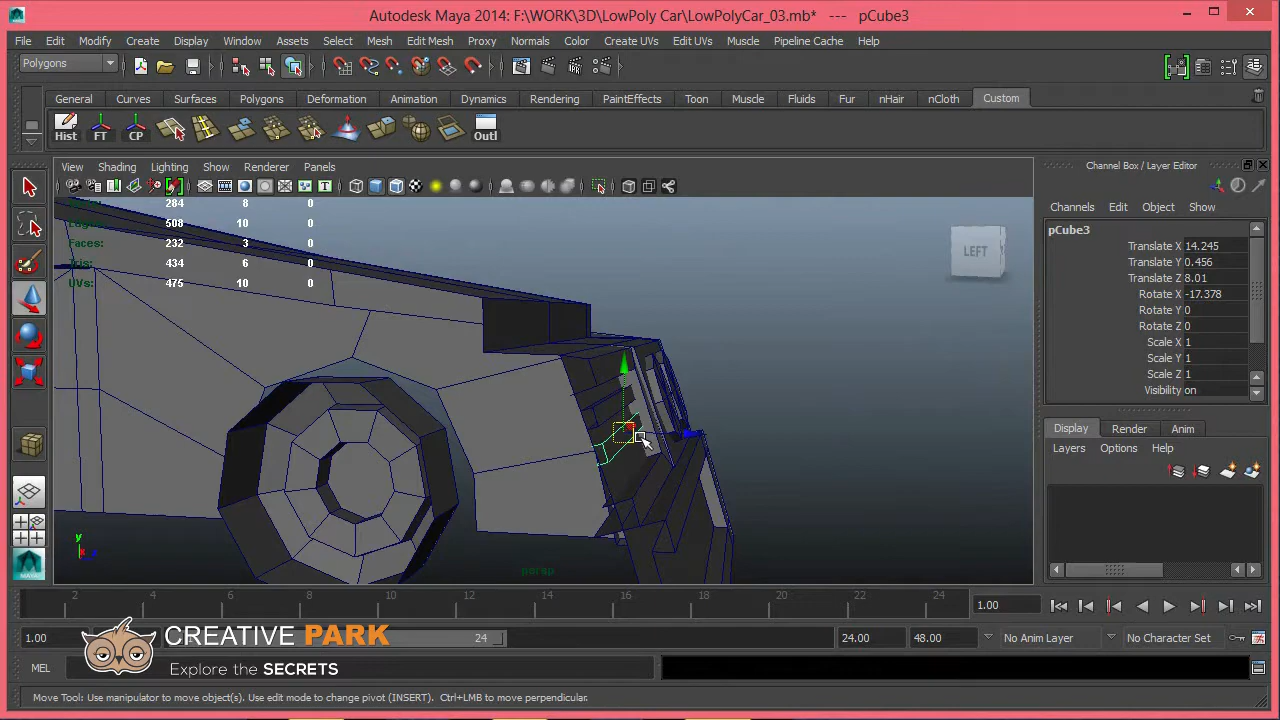 Autodesk Maya 2014: F:\WORK\3D\LowPoly Car\LowPolyCar_03.mb* --- pCube3
File Edit Modify Create Display Window Assets Select Mesh Edit Mesh Proxy Normals Color Create UVs Edit UVs Muscle Pipeline Cache Help
Polygons
General Curves Surfaces Polygons Deformation Animation Dynamics Rendering PaintEffects Toon Muscle Fluids Fur nHair nCloth Custom
Hist FT CP Outl
View Shading Lighting Show Renderer Panels
Channel Box / Layer Editor
Channels Edit Object Show
284 8 0
508 10 0
Faces: 232 3 0
Tris: 434 6 0
UVs: 475 10 0
LEFT
pCube3
Translate X 14.245
Translate Y 0.456
Translate Z 8.01
Rotate X -17.378
Rotate Y 0
Rotate Z 0
Scale X 1
Scale Y 1
Scale Z 1
Visibility on
Display Render Anim
Layers Options Help
y
x
persp
MAYA
2 4 6 8 10 12 14 16 18 20 22 24
1.00
1.00 24 24.00 48.00 No Anim Layer No Character Set
CREATIVE PARK
Explore the SECRETS
MEL
Move Tool: Use manipulator to move object(s). Use edit mode to change pivot (INSERT). Ctrl+LMB to move perpendicular.